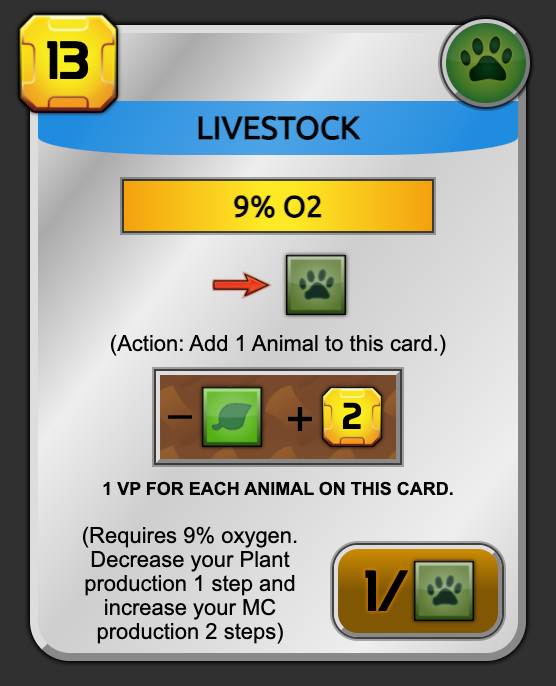 13
LIVESTOCK
9% O2
(Action: Add 1 Animal to this card.)
− + 2
1 VP FOR EACH ANIMAL ON THIS CARD.
(Requires 9% oxygen.
Decrease your Plant
production 1 step and
increase your MC
production 2 steps)
1/